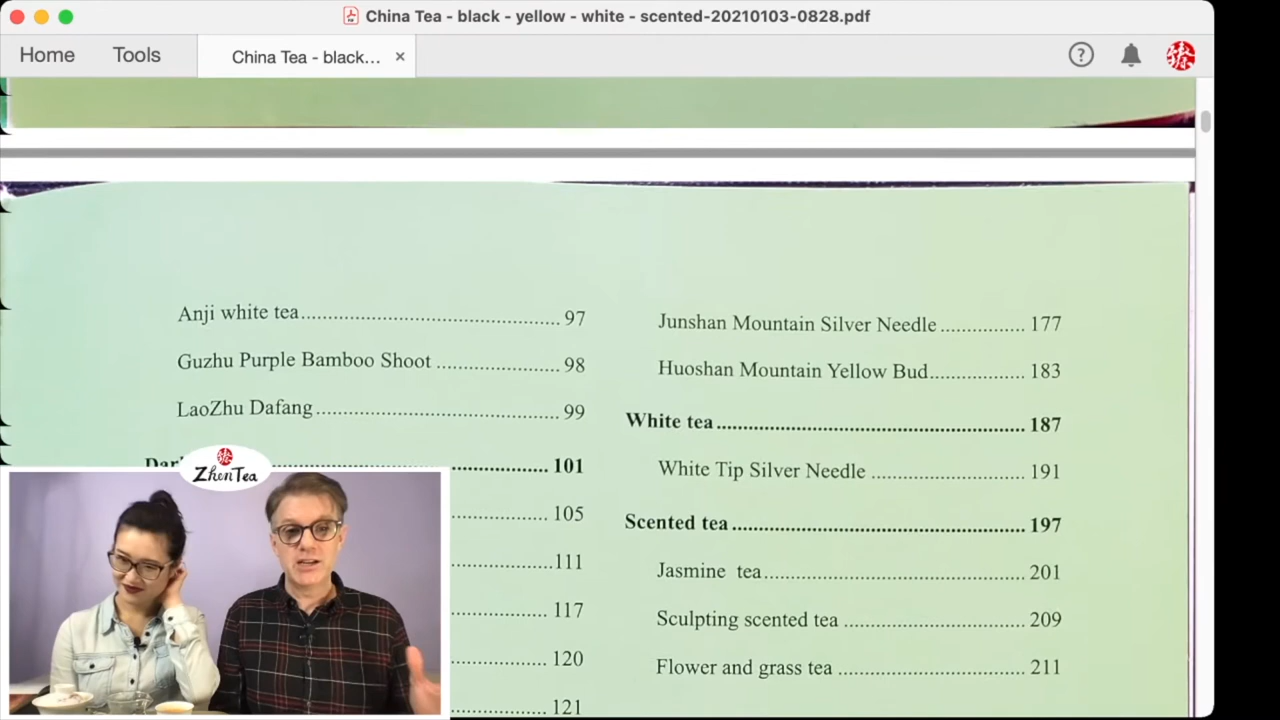 China Tea - black - yellow - white - scented-20210103-0828.pdf
Home
Tools
China Tea - black...
Anji white tea 97
Guzhu Purple Bamboo Shoot 98
LaoZhu Dafang 99
101
105
111
117
120
121
Junshan Mountain Silver Needle 177
Huoshan Mountain Yellow Bud 183
White tea 187
White Tip Silver Needle 191
Scented tea 197
Jasmine tea 201
Sculpting scented tea 209
Flower and grass tea 211
ZhenTea